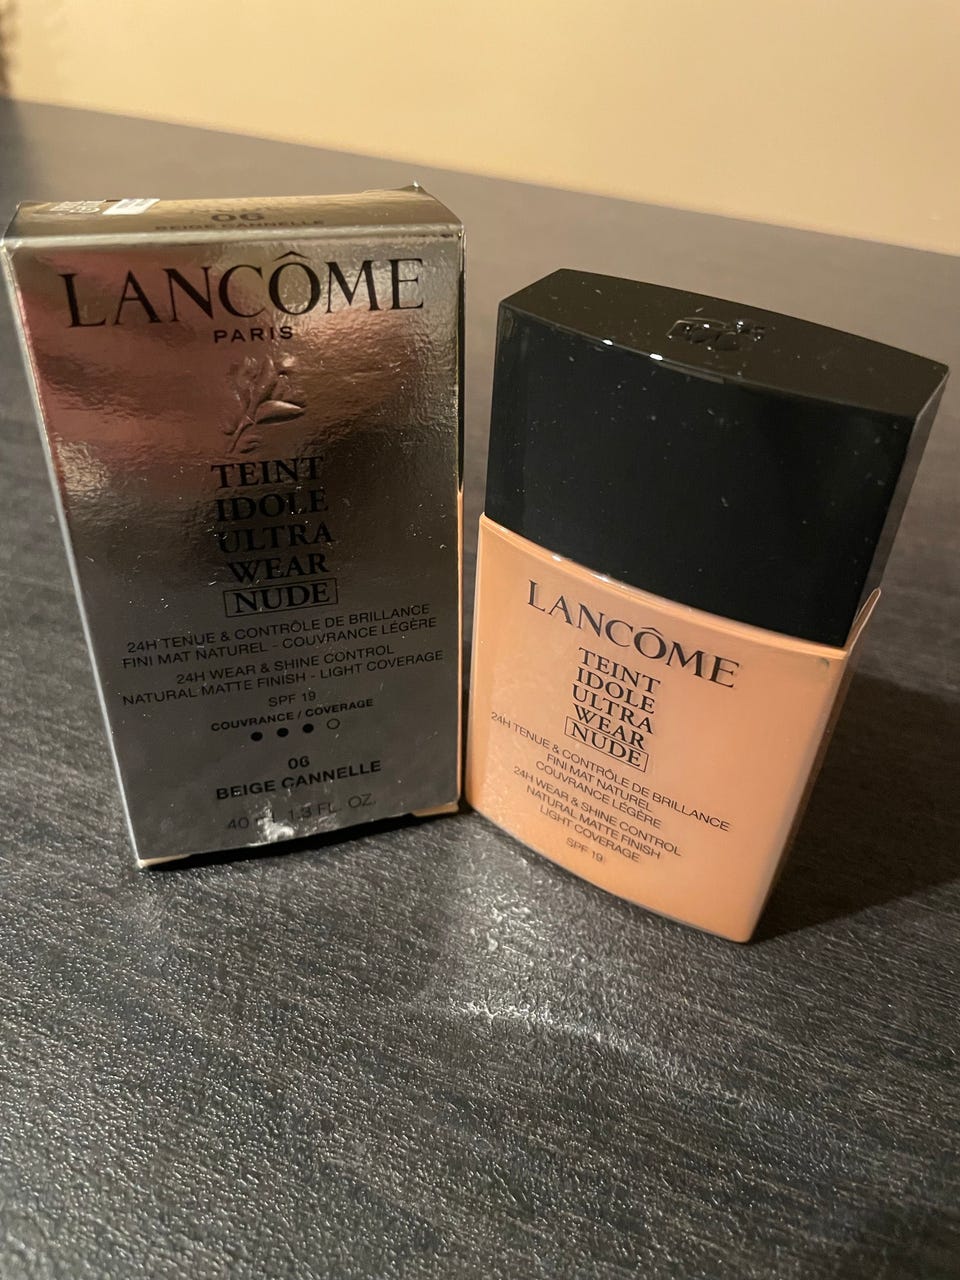 06
BEIGE CANNELLE
LANCÔME
PARIS
TEINT
IDOLE
ULTRA
WEAR
NUDE
24H TENUE & CONTRÔLE DE BRILLANCE
FINI MAT NATUREL - COUVRANCE LÉGÈRE
24H WEAR & SHINE CONTROL
NATURAL MATTE FINISH - LIGHT COVERAGE
SPF 19
COUVRANCE / COVERAGE
06
BEIGE CANNELLE
40 1.3 FL. OZ.
LANCÔME
TEINT
IDOLE
ULTRA
WEAR
NUDE
24H TENUE & CONTRÔLE DE BRILLANCE
FINI MAT NATUREL
COUVRANCE LÉGÈRE
24H WEAR & SHINE CONTROL
NATURAL MATTE FINISH
LIGHT COVERAGE
SPF 19